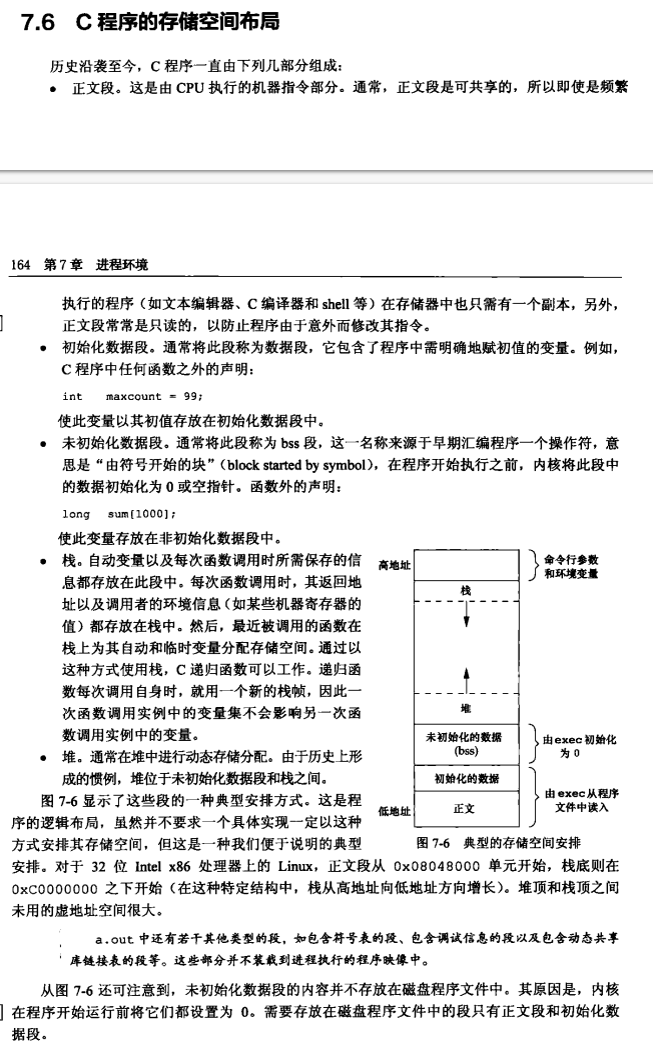 7.6 C 程序的存储空间布局
历史沿袭至今，C 程序一直由下列几部分组成：
• 正文段。这是由 CPU 执行的机器指令部分。通常，正文段是可共享的，所以即使是频繁
164 第 7 章 进程环境
执行的程序（如文本编辑器、C 编译器和 shell 等）在存储器中也只需有一个副本，另外，
正文段常常是只读的，以防止程序由于意外而修改其指令。
• 初始化数据段。通常将此段称为数据段，它包含了程序中需明确地赋初值的变量。例如，
C 程序中任何函数之外的声明：
int maxcount = 99;
使此变量以其初值存放在初始化数据段中。
• 未初始化数据段。通常将此段称为 bss 段，这一名称来源于早期汇编程序一个操作符，意
思是“由符号开始的块”（block started by symbol），在程序开始执行之前，内核将此段中
的数据初始化为 0 或空指针。函数外的声明：
long sum[1000];
使此变量存放在非初始化数据段中。
• 栈。自动变量以及每次函数调用时所需保存的信
息都存放在此段中。每次函数调用时，其返回地
址以及调用者的环境信息（如某些机器寄存器的
值）都存放在栈中。然后，最近被调用的函数在
栈上为其自动和临时变量分配存储空间。通过以
这种方式使用栈，C 递归函数可以工作。递归函
数每次调用自身时，就用一个新的栈帧，因此一
次函数调用实例中的变量集不会影响另一次函
数调用实例中的变量。
• 堆。通常在堆中进行动态存储分配。由于历史上形
成的惯例，堆位于未初始化数据段和栈之间。
图 7-6 显示了这些段的一种典型安排方式。这是程
序的逻辑布局，虽然并不要求一个具体实现一定以这种
方式安排其存储空间，但这是一种我们便于说明的典型
高地址
命令行参数
和环境变量
栈
堆
未初始化的数据
(bss)
由exec初始化
为 0
初始化的数据
由exec从程序
文件中读入
低地址
正文
图 7-6 典型的存储空间安排
安排。对于 32 位 Intel x86 处理器上的 Linux，正文段从 0x08048000 单元开始，栈底则在
0xC0000000 之下开始（在这种特定结构中，栈从高地址向低地址方向增长）。堆顶和栈顶之间
未用的虚地址空间很大。
a.out 中还有若干其他类型的段，如包含符号表的段、包含调试信息的段以及包含动态共享
库链接表的段等。这些部分并不装载到进程执行的程序映像中。
从图 7-6 还可注意到，未初始化数据段的内容并不存放在磁盘程序文件中。其原因是，内核
在程序开始运行前将它们都设置为 0。需要存放在磁盘程序文件中的段只有正文段和初始化数
据段。